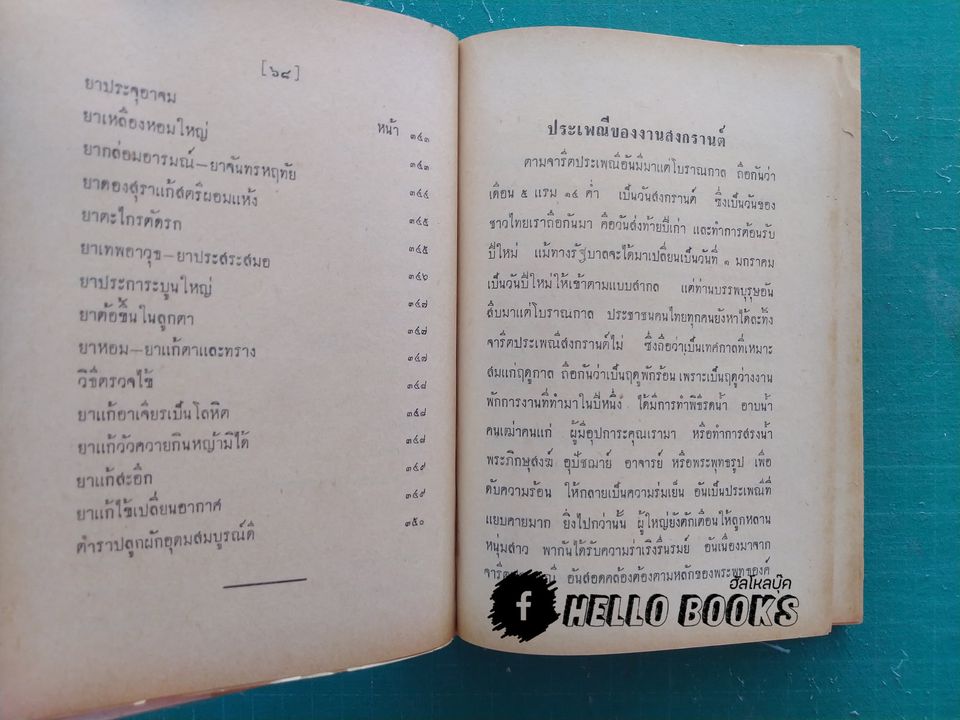 [๖๘]
หน้า
ยาประจุอาจม ๓๔๓
ยาเหลืองหอมใหญ่ ๓๔๓
ยากล่อมอารมณ์–ยาจันทรหฤทัย ๓๔๔
ยาดองสุราแก้สตรีผอมแห้ง ๓๔๕
ยาตะไกรตัดรก ๓๔๕
ยาเทพอาวุธ–ยาประสระสมอ ๓๔๖
ยาประการะบูนใหญ่ ๓๔๗
ยาต้อขึ้นในลูกตา ๓๔๗
ยาหอม–ยาแก้ตาและทราง ๓๔๗
วิธีตรวจไข้ ๓๔๘
ยาแก้อาเจียรเป็นโลหิต ๓๔๘
ยาแก้วัวควายกินหญ้ามิได้ ๓๔๘
ยาแก้สะอึก ๓๔๙
ยาแก้ไข้เปลี่ยนอากาศ ๓๔๙
ตำราปลูกผักอุดมสมบูรณ์ดี ๓๕๐
ประเพณีของงานสงกรานต์
ตามจารีตประเพณีอันมีมาแต่โบราณกาล ถือกันว่า
เดือน ๕ แรม ๑๔ ค่ำ เป็นวันสงกรานต์ ซึ่งเป็นวันของ
ชาวไทยเราถือกันมา คือวันส่งท้ายปีเก่า และทำการต้อนรับ
ปีใหม่ แม้ทางรัฐบาลจะได้มาเปลี่ยนเป็นวันที่ ๑ มกราคม
เป็นวันปีใหม่ให้เข้าตามแบบสากล แต่ท่านบรรพบุรุษอัน
สืบมาแต่โบราณกาล ประชาชนคนไทยทุกคนยังหาได้ละทิ้ง
จารีตประเพณีสงกรานต์ไม่ ซึ่งถือว่าเป็นเทศกาลที่เหมาะ
สมแก่ฤดูกาล ถือกันว่าเป็นฤดูพักร้อน เพราะเป็นฤดูว่างงาน
พักการงานที่ทำมาในปีหนึ่ง ได้มีการทำพิธีรดน้ำ อาบน้ำ
คนเฒ่าคนแก่ ผู้มีอุปการะคุณเรามา หรือทำการสรงน้ำ
พระภิกษุสงฆ์ อุปัชฌาย์ อาจารย์ หรือพระพุทธรูป เพื่อ
ดับความร้อน ให้กลายเป็นความร่มเย็น อันเป็นประเพณีที่
แยบคายมาก ยิ่งไปกว่านั้น ผู้ใหญ่ยังตักเตือนให้ลูกหลาน
หนุ่มสาว พากันได้รับความร่าเริงรื่นรมย์ อันเนื่องมาจาก
อันสอดคล้องต้องตามหลักของพระพุทธองค์
ฮัลโหลบุ๊ค
f HELLO BOOKS